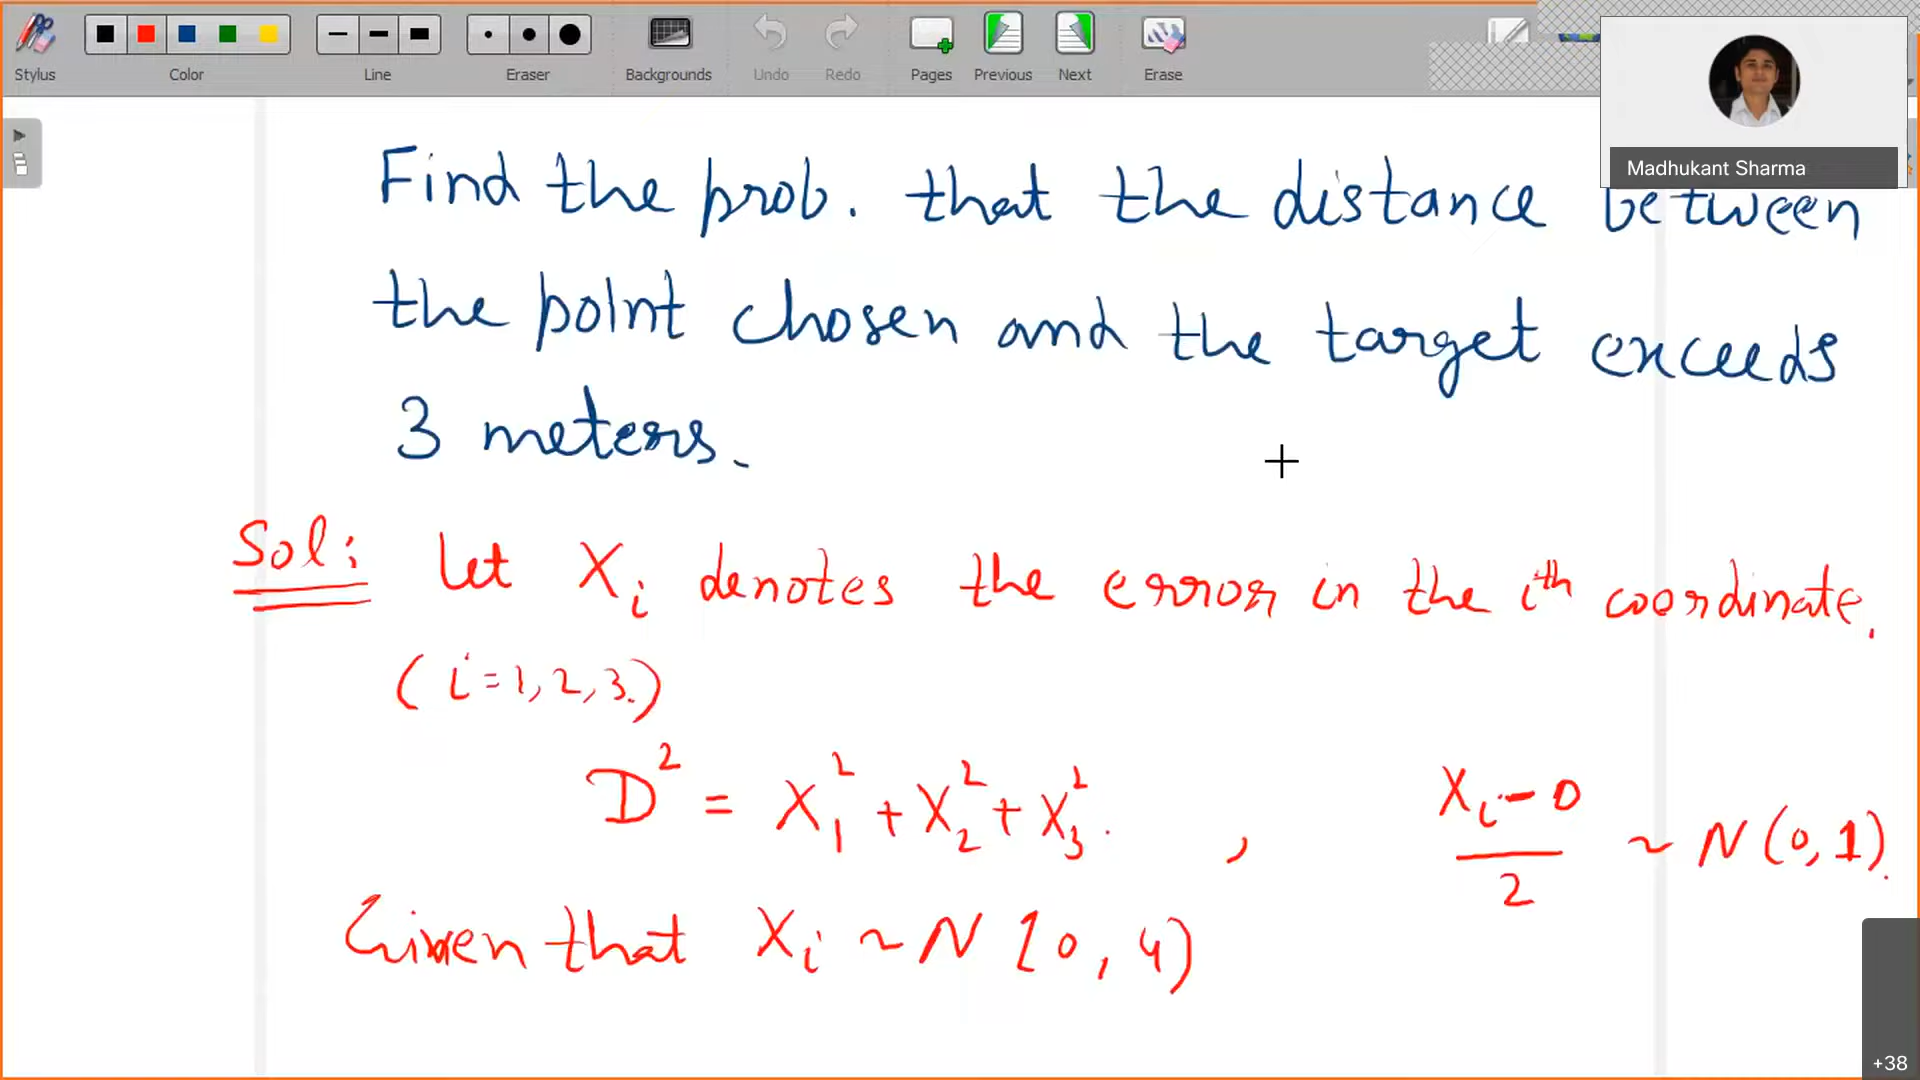 Stylus Color Line Eraser Backgrounds Undo Redo Pages Previous Next Erase
Madhukant Sharma
Find the prob. that the distance between
the point chosen and the target exceeds
3 meters.
Sol: Let Xᵢ denotes the error in the iᵗʰ coordinate.
(i=1,2,3.)
D² = X₁² + X₂² + X₃². , (Xᵢ - 0)/2 ~ N(0,1).
Given that Xᵢ ~ N(0,4)
+38